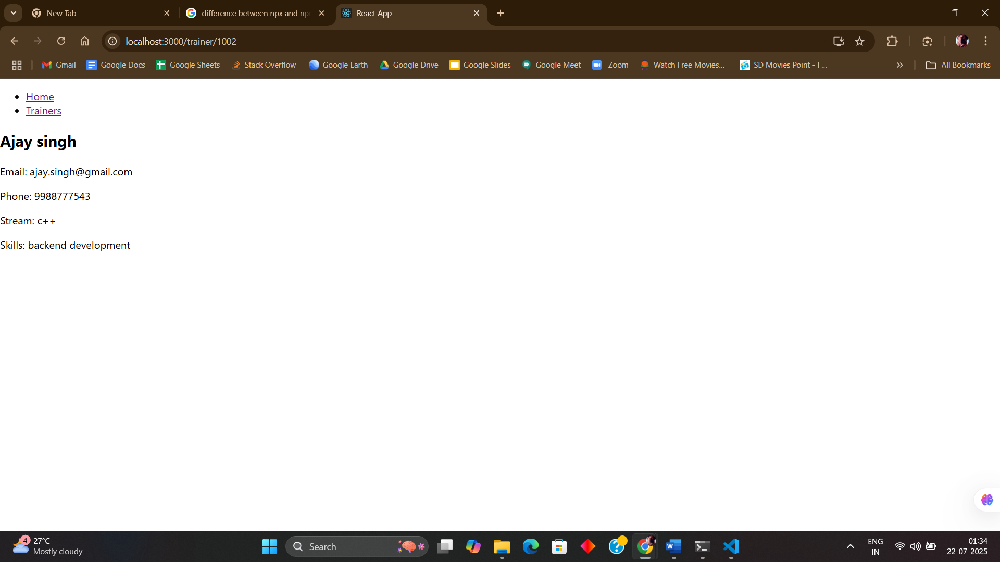 New Tab
difference between npx and np
React App
localhost:3000/trainer/1002
Gmail
Google Docs
Google Sheets
Stack Overflow
Google Earth
Google Drive
Google Slides
Google Meet
Zoom
Watch Free Movies...
SD Movies Point - F...
All Bookmarks
Home
Trainers
Ajay singh
Email: ajay.singh@gmail.com
Phone: 9988777543
Stream: c++
Skills: backend development
4
27°C
Mostly cloudy
Search
ENG
IN
01:34
22-07-2025